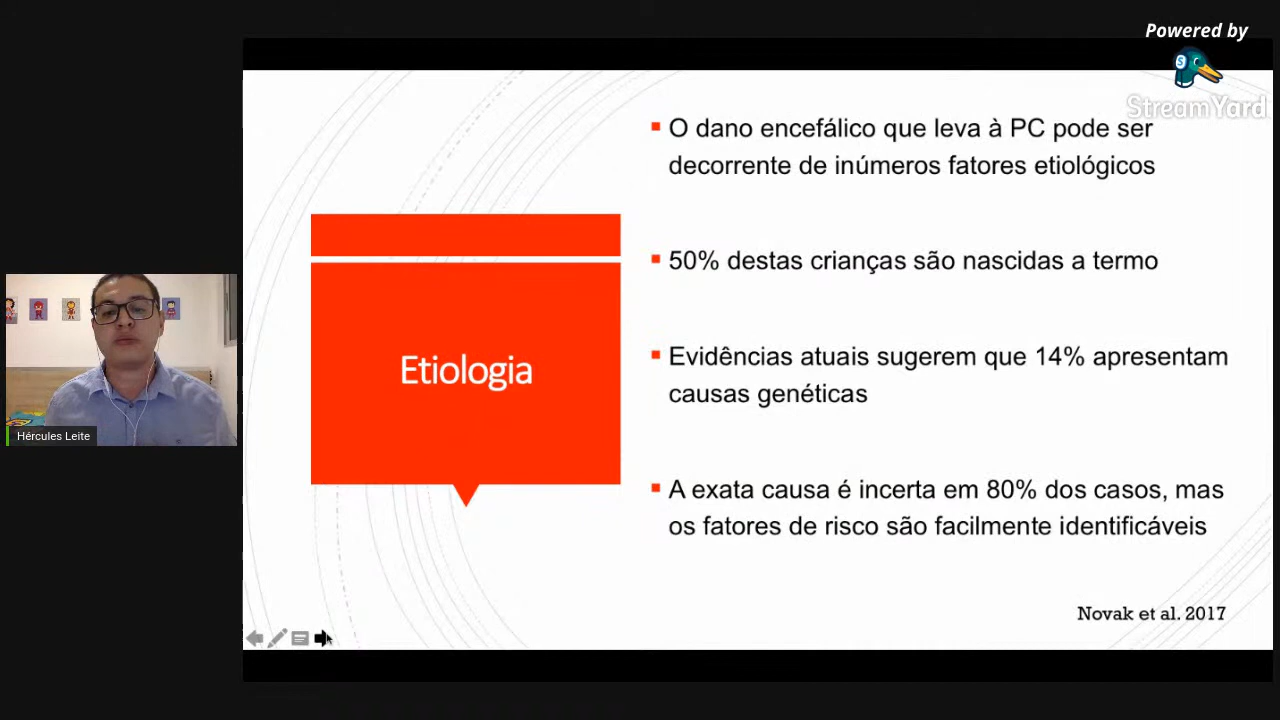 Powered by
StreamYard
O dano encefálico que leva à PC pode ser
decorrente de inúmeros fatores etiológicos
50% destas crianças são nascidas a termo
Etiologia
Evidências atuais sugerem que 14% apresentam
causas genéticas
A exata causa é incerta em 80% dos casos, mas
os fatores de risco são facilmente identificáveis
Novak et al. 2017
Hércules Leite